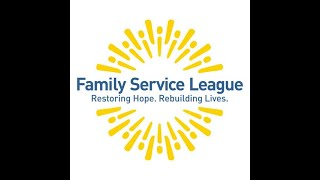 Family Service League
Restoring Hope. Rebuilding Lives.